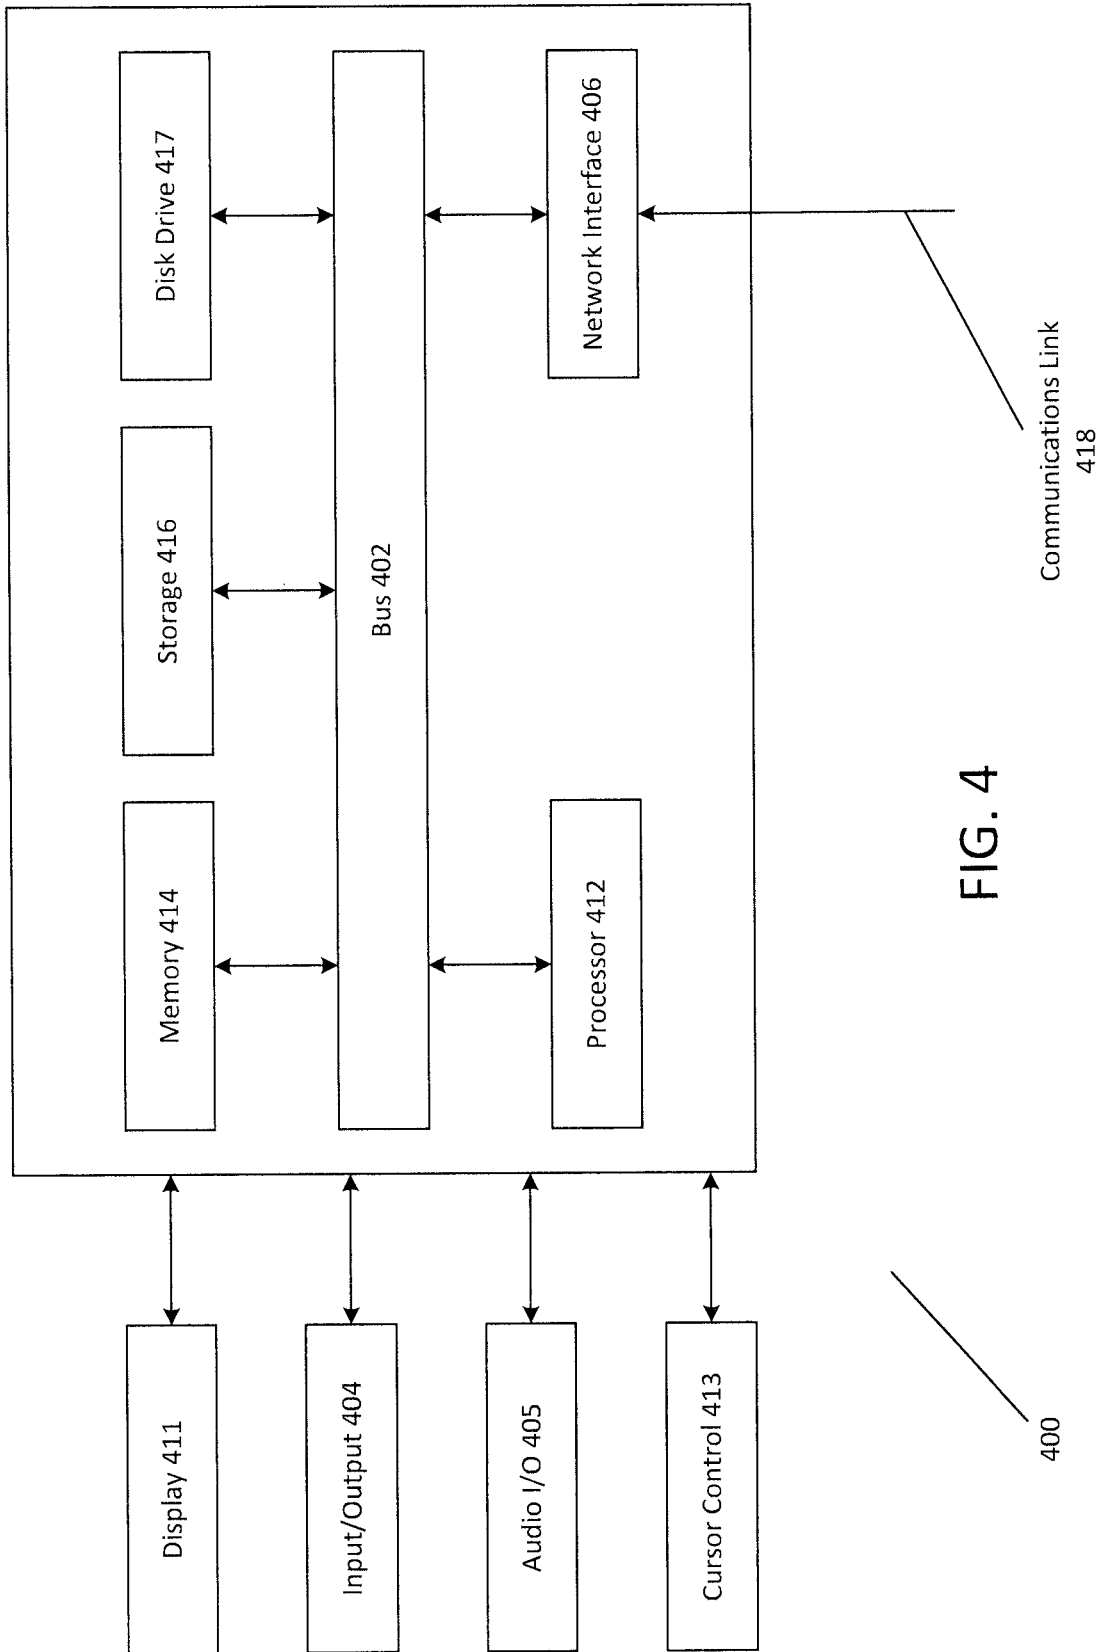 Display 411
Memory 414
Storage 416
Disk Drive 417
Input/Output 404
Bus 402
Audio I/O 405
Cursor Control 413
Processor 412
Network Interface 406
400
FIG. 4
Communications Link
418